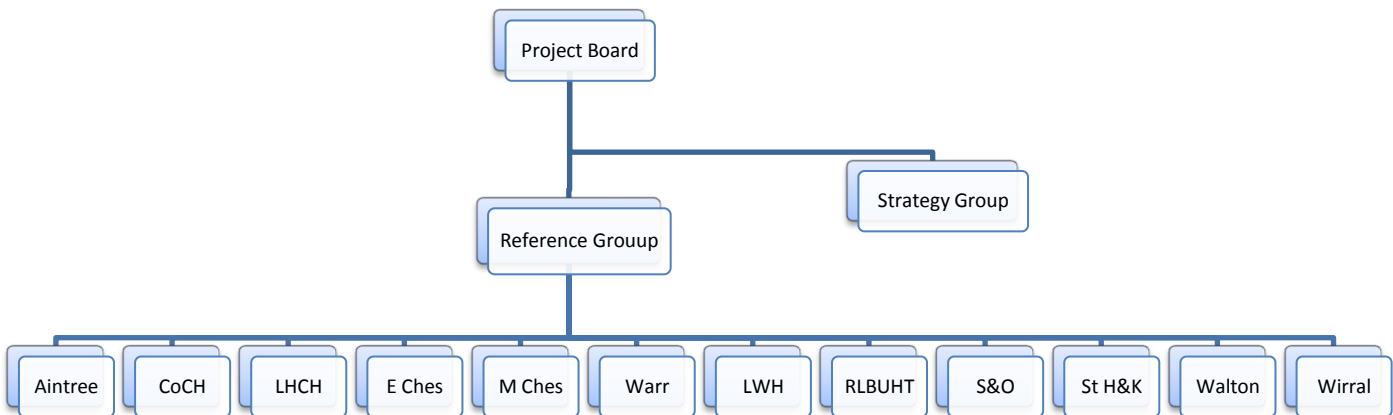 Project Board
Strategy Group
Reference Grouup
Aintree
CoCH
LHCH
E Ches
M Ches
Warr
LWH
RLBUHT
S&O
St H&K
Walton
Wirral